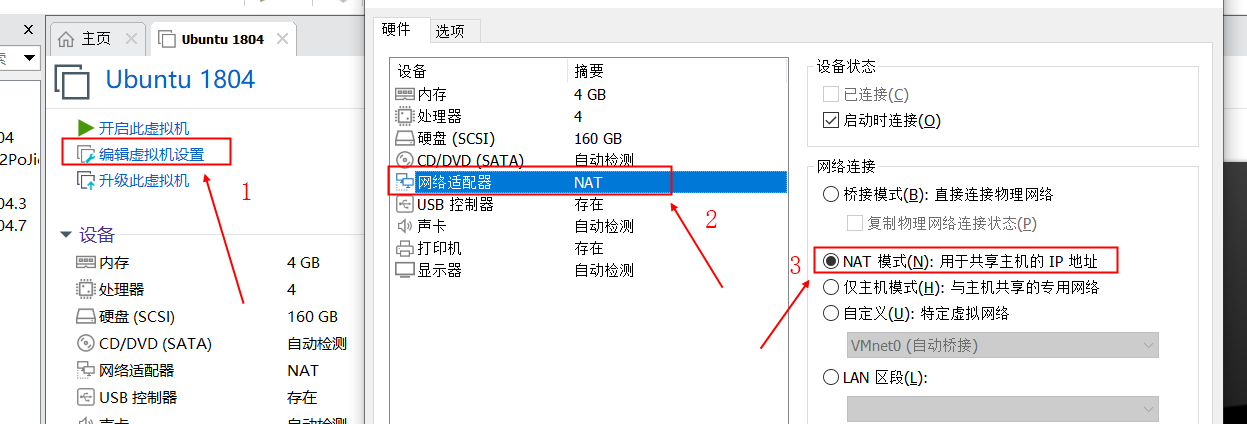 主页
Ubuntu 1804
Ubuntu 1804
开启此虚拟机
编辑虚拟机设置
升级此虚拟机
1
设备
内存 4 GB
处理器 4
硬盘 (SCSI) 160 GB
CD/DVD (SATA) 自动检测
网络适配器 NAT
USB 控制器 存在
声卡 自动检测
04
2PoJie
04.3
04.7
硬件 选项
设备 摘要
内存 4 GB
处理器 4
硬盘 (SCSI) 160 GB
CD/DVD (SATA) 自动检测
网络适配器 NAT
USB 控制器 存在
声卡 自动检测
打印机 存在
显示器 自动检测
2
设备状态
已连接(C)
启动时连接(O)
网络连接
桥接模式(B): 直接连接物理网络
复制物理网络连接状态(P)
3
NAT 模式(N): 用于共享主机的 IP 地址
仅主机模式(H): 与主机共享的专用网络
自定义(U): 特定虚拟网络
VMnet0 (自动桥接)
LAN 区段(L):